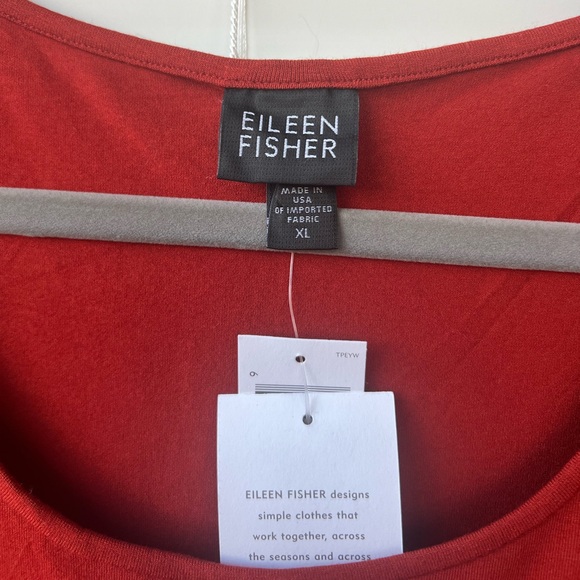 EILEEN
FISHER
MADE IN
USA
OF IMPORTED
FABRIC
XL
TPEYW
6
EILEEN FISHER designs
simple clothes that
work together, across
the seasons and across